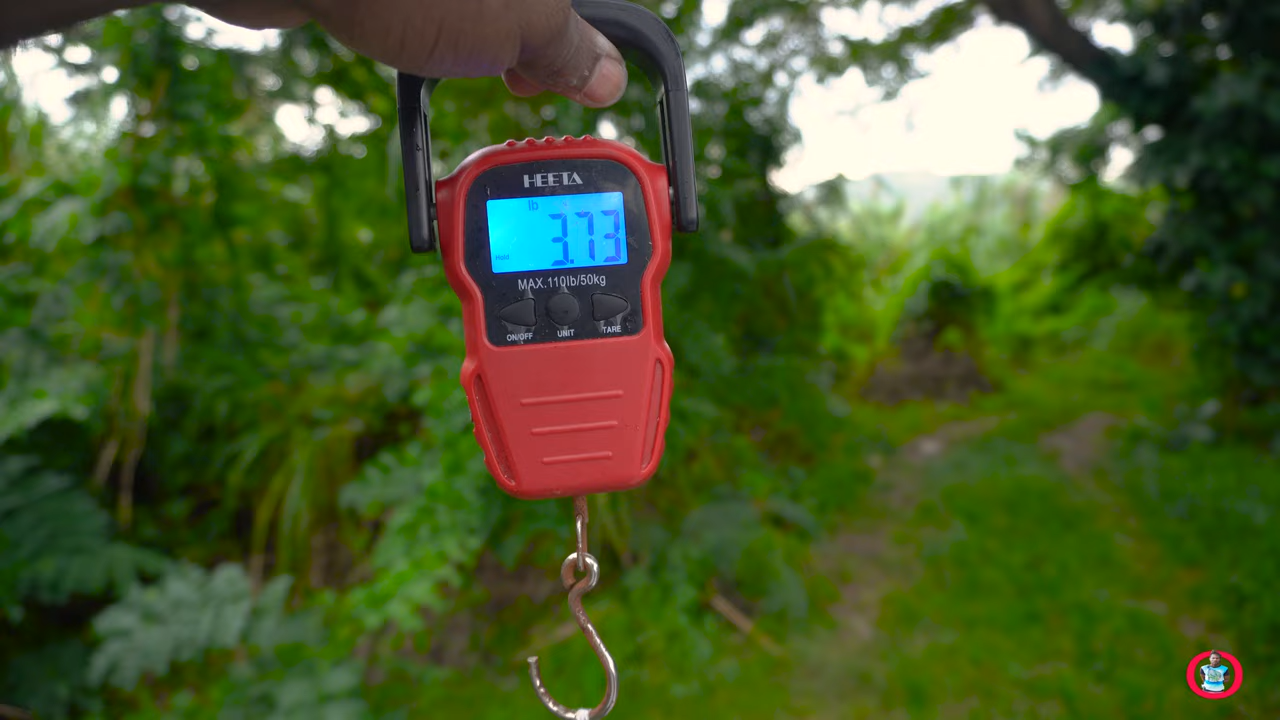 HEETA
lb
3.73
Hold
MAX.110lb/50kg
ON/OFF UNIT TARE